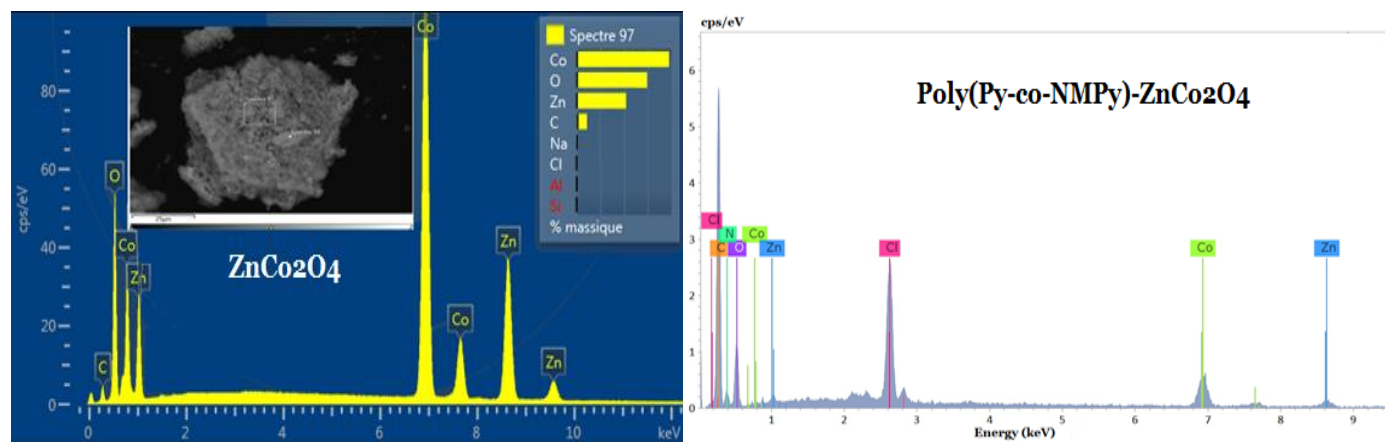 Spectre 97
Co
O
Zn
C
Na
Cl
Al
Si
% massique
Co
O
Co
Zn
C
Co
Zn
Zn
25µm
ZnCo2O4
cps/eV
80
60
40
20
0
0 2 4 6 8 10 keV
cps/eV
Poly(Py-co-NMPy)-ZnCo2O4
6
5
4
3
2
1
0
Cl
C
N
O
Co
Zn
Cl
Co
Zn
1 2 3 4 5 6 7 8 9
Energy (keV)